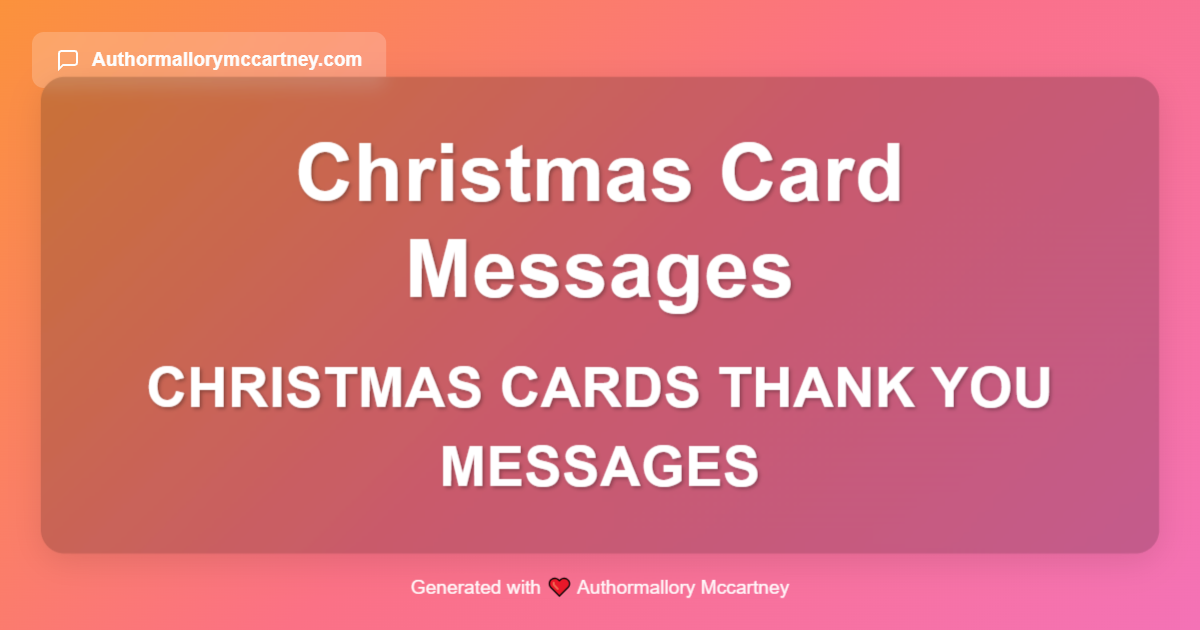 Authormallorymccartney.com
Christmas Card
Messages
CHRISTMAS CARDS THANK YOU
MESSAGES
Generated with ❤️ Authormallory Mccartney